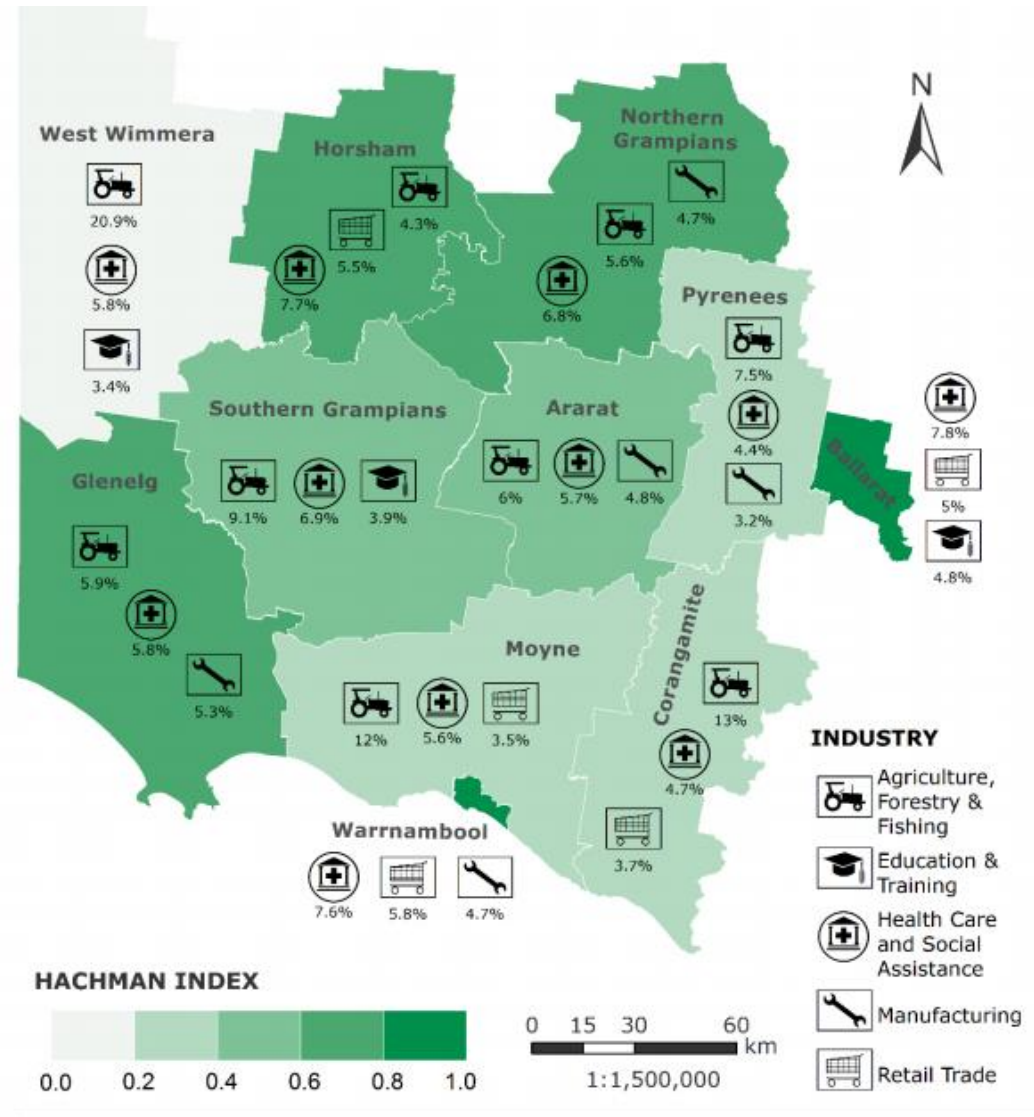 N
West Wimmera
20.9%
5.8%
3.4%
Horsham
4.3%
5.5%
7.7%
Northern
Grampians
4.7%
5.6%
6.8%
Pyrenees
7.5%
4.4%
3.2%
Southern Grampians
9.1%
6.9%
3.9%
Ararat
6%
5.7%
4.8%
Ballarat
7.8%
5%
4.8%
Glenelg
5.9%
5.8%
5.3%
Moyne
12%
5.6%
3.5%
Corangamite
13%
4.7%
3.7%
Warrnambool
7.6%
5.8%
4.7%
INDUSTRY
Agriculture,
Forestry &
Fishing
Education &
Training
Health Care
and Social
Assistance
Manufacturing
Retail Trade
HACHMAN INDEX
0.0 0.2 0.4 0.6 0.8 1.0
0 15 30 60
km
1:1,500,000